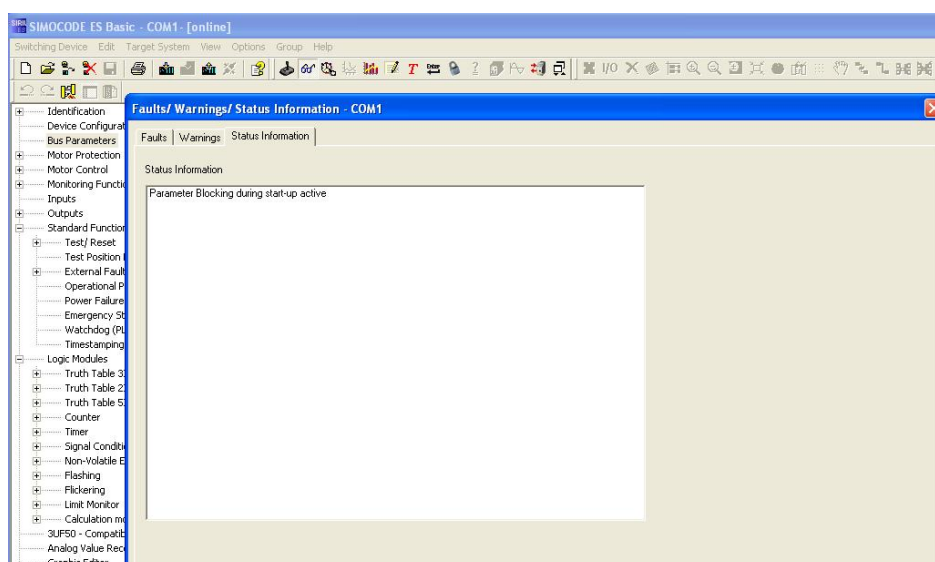 SIMOCODE ES Basic - COM1- [online]
Switching Device Edit Target System View Options Group Help
Faults/ Warnings/ Status Information - COM1
Faults Warnings Status Information
Status Information
Parameter Blocking during start-up active
Identification
Device Configurat
Bus Parameters
Motor Protection
Motor Control
Monitoring Functio
Inputs
Outputs
Standard Function
Test/ Reset
Test Position
External Fault
Operational P
Power Failure
Emergency St
Watchdog (PL
Timestamping
Logic Modules
Truth Table 3
Truth Table 2
Truth Table 5
Counter
Timer
Signal Conditi
Non-Volatile E
Flashing
Flickering
Limit Monitor
Calculation mo
3UF50 - Compatib
Analog Value Reco